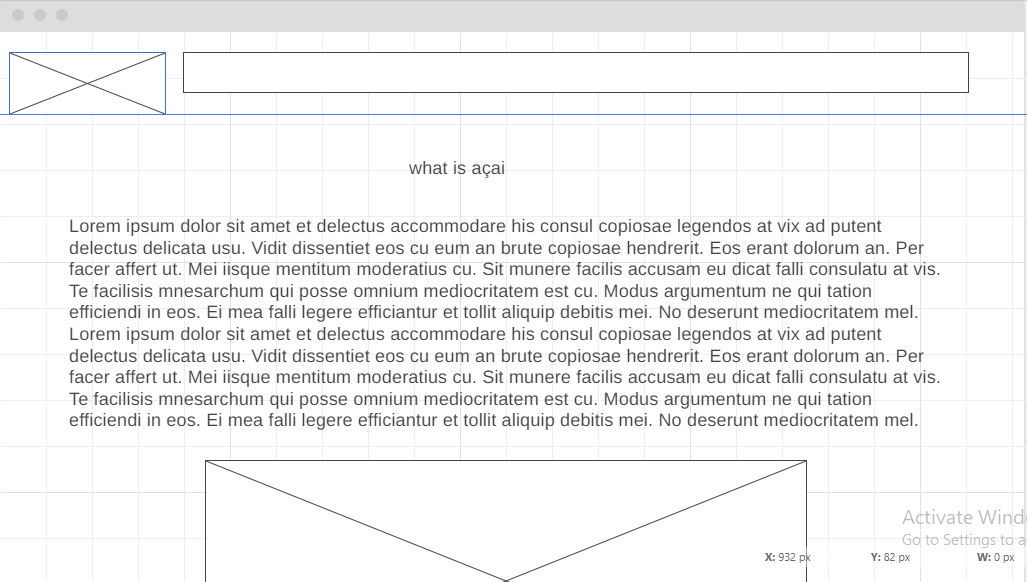 what is açai
Lorem ipsum dolor sit amet et delectus accommodare his consul copiosae legendos at vix ad putent
delectus delicata usu. Vidit dissentiet eos cu eum an brute copiosae hendrerit. Eos erant dolorum an. Per
facer affert ut. Mei iisque mentitum moderatius cu. Sit munere facilis accusam eu dicat falli consulatu at vis.
Te facilisis mnesarchum qui posse omnium mediocritatem est cu. Modus argumentum ne qui tation
efficiendi in eos. Ei mea falli legere efficiantur et tollit aliquip debitis mei. No deserunt mediocritatem mel.
Lorem ipsum dolor sit amet et delectus accommodare his consul copiosae legendos at vix ad putent
delectus delicata usu. Vidit dissentiet eos cu eum an brute copiosae hendrerit. Eos erant dolorum an. Per
facer affert ut. Mei iisque mentitum moderatius cu. Sit munere facilis accusam eu dicat falli consulatu at vis.
Te facilisis mnesarchum qui posse omnium mediocritatem est cu. Modus argumentum ne qui tation
efficiendi in eos. Ei mea falli legere efficiantur et tollit aliquip debitis mei. No deserunt mediocritatem mel.
Activate Wind
Go to Settings to a
X: 932 px Y: 82 px W: 0 px